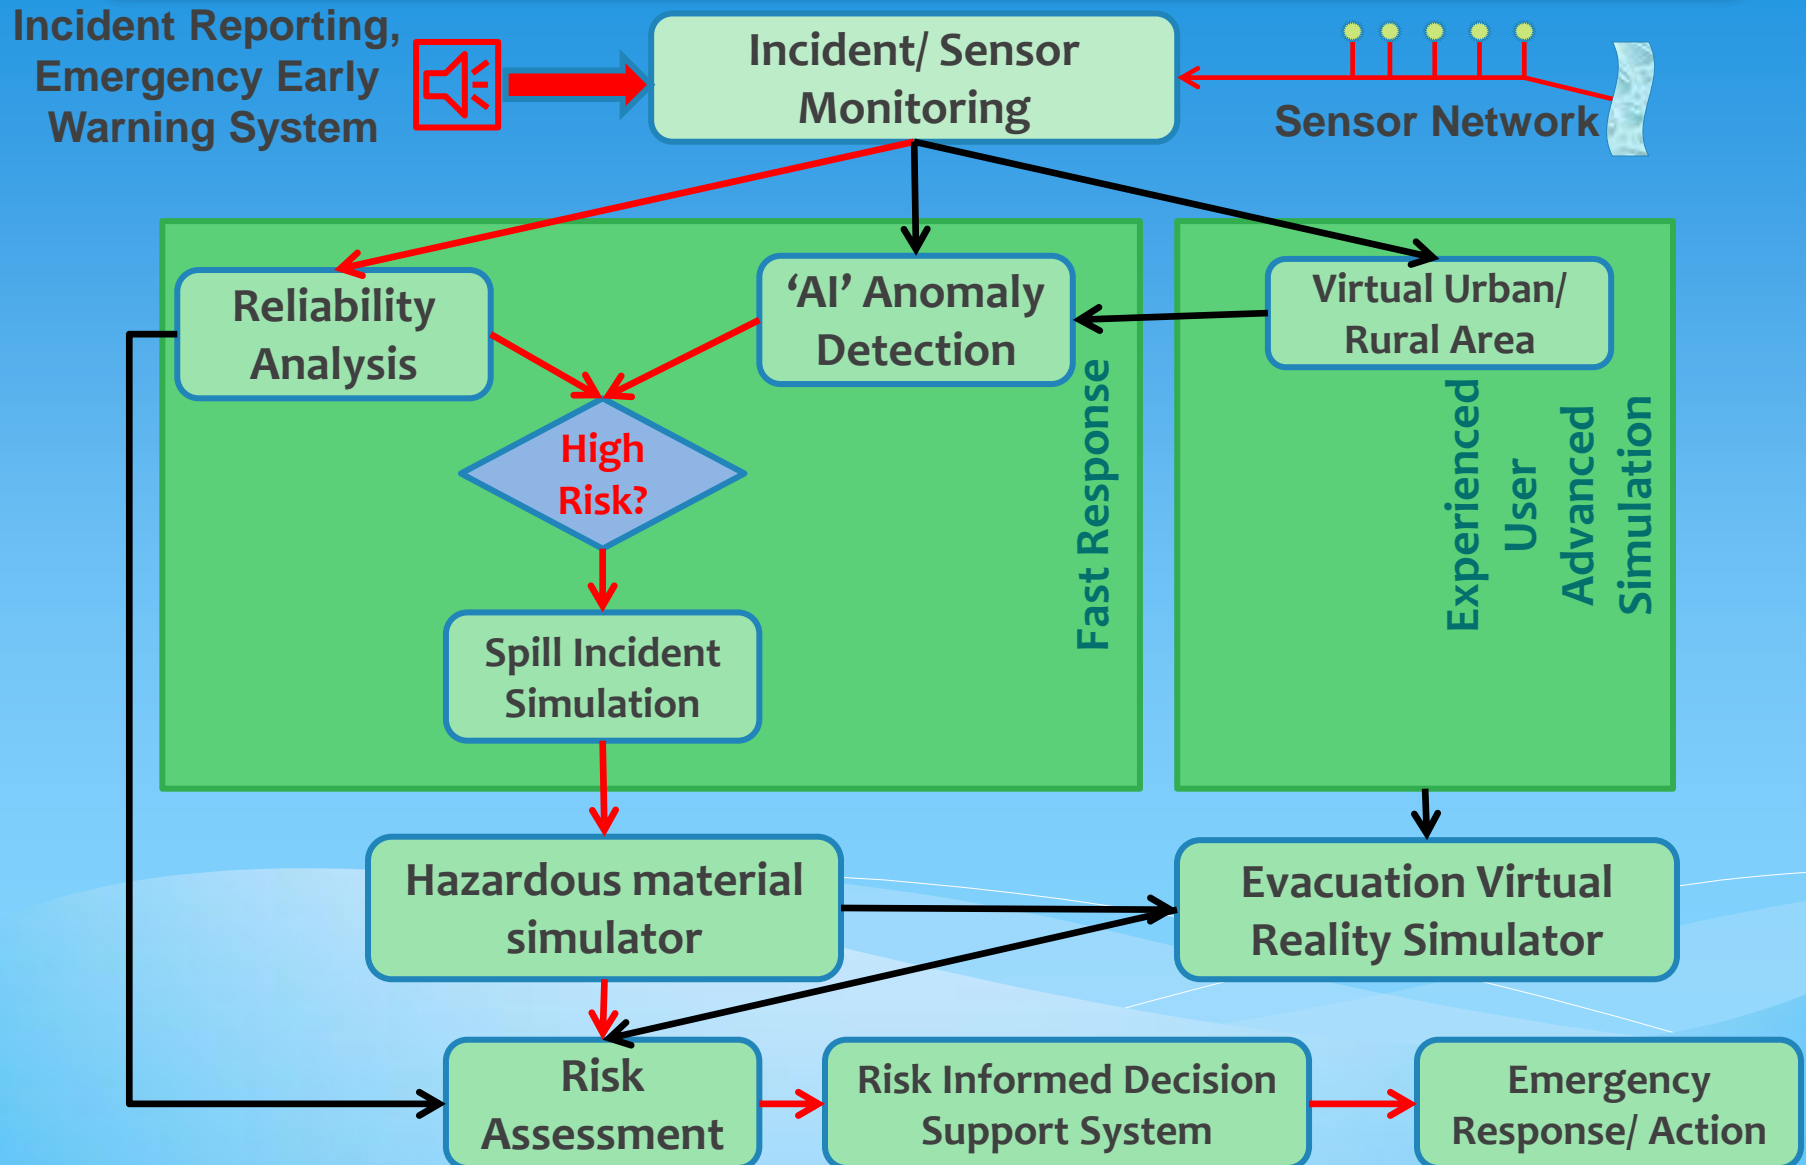 Incident Reporting,
Emergency Early
Warning System
Incident/ Sensor
Monitoring
Sensor Network
Reliability
Analysis
‘AI’ Anomaly
Detection
Virtual Urban/
Rural Area
High
Risk?
Fast Response
Experienced
User
Advanced
Simulation
Spill Incident
Simulation
Hazardous material
simulator
Evacuation Virtual
Reality Simulator
Risk
Assessment
Risk Informed Decision
Support System
Emergency
Response/ Action